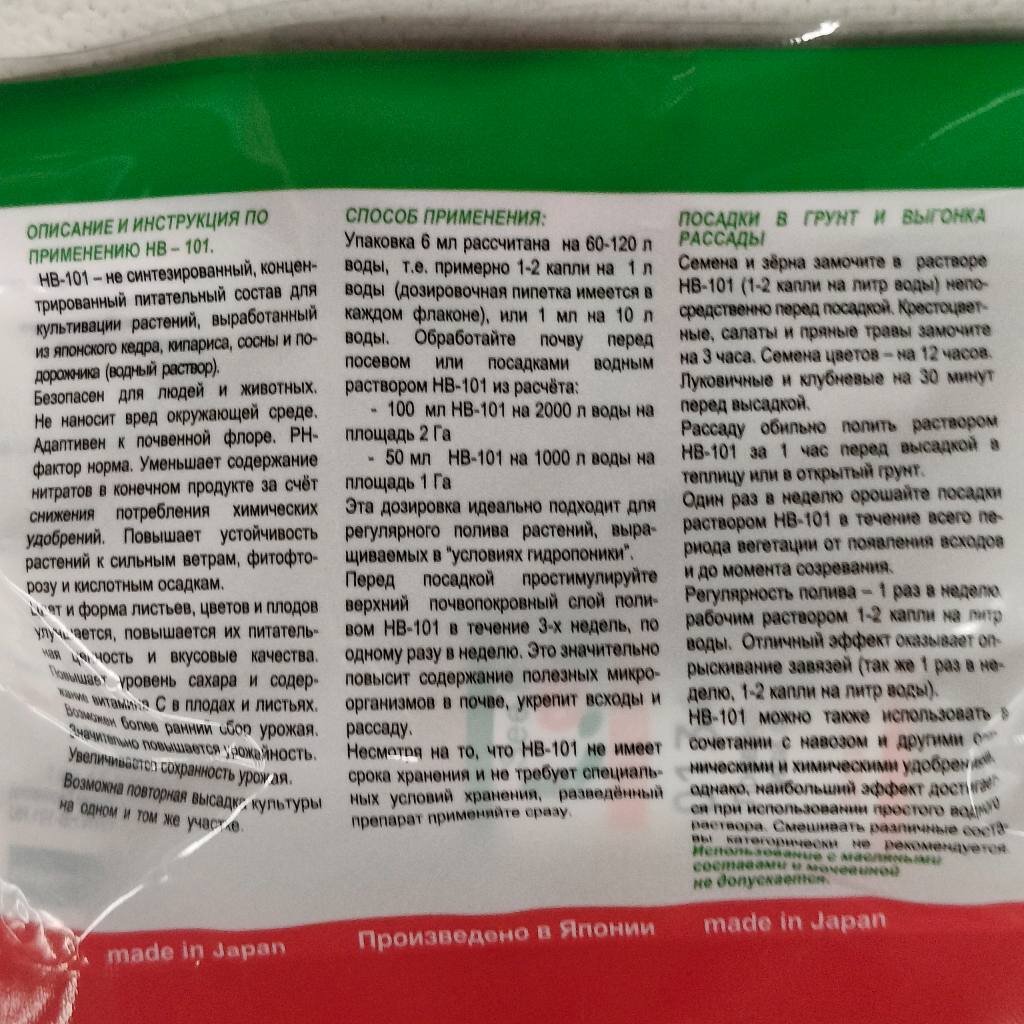 ОПИСАНИЕ И ИНСТРУКЦИЯ ПО
ПРИМЕНЕНИЮ НВ – 101.
НВ-101 – не синтезированный, концен-
трированный питательный состав для
культивации растений, выработанный
из японского кедра, кипариса, сосны и по-
дорожника (водный раствор).
Безопасен для людей и животных.
Не наносит вред окружающей среде.
Адаптивен к почвенной флоре. РН-
фактор норма. Уменьшает содержание
нитратов в конечном продукте за счёт
снижения потребления химических
удобрений. Повышает устойчивость
растений к сильным ветрам, фитофто-
розу и кислотным осадкам.
Цвет и форма листьев, цветов и плодов
улучшается, повышается их питатель-
ная ценность и вкусовые качества.
Повышает уровень сахара и содер-
жание витамина С в плодах и листьях.
Возможен более ранний сбор урожая.
Значительно повышается урожайность.
Увеличивается сохранность урожая.
Возможна повторная высадка культуры
на одном и том же участке.
made in Japan
СПОСОБ ПРИМЕНЕНИЯ:
Упаковка 6 мл рассчитана на 60-120 л
воды, т.е. примерно 1-2 капли на 1 л
воды (дозировочная пипетка имеется в
каждом флаконе), или 1 мл на 10 л
воды. Обработайте почву перед
посевом или посадками водным
раствором НВ-101 из расчёта:
- 100 мл НВ-101 на 2000 л воды на
площадь 2 Га
- 50 мл НВ-101 на 1000 л воды на
площадь 1 Га
Эта дозировка идеально подходит для
регулярного полива растений, выра-
щиваемых в "условиях гидропоники".
Перед посадкой простимулируйте
верхний почвопокровный слой поли-
вом НВ-101 в течение 3-х недель, по
одному разу в неделю. Это значительно
повысит содержание полезных микро-
организмов в почве, укрепит всходы и
рассаду.
Несмотря на то, что НВ-101 не имеет
срока хранения и не требует специаль-
ных условий хранения, разведённый
препарат применяйте сразу.
Произведено в Японии
ПОСАДКИ В ГРУНТ И ВЫГОНКА
РАССАДЫ
Семена и зёрна замочите в растворе
НВ-101 (1-2 капли на литр воды) непо-
средственно перед посадкой. Крестоцвет-
ные, салаты и пряные травы замочите
на 3 часа. Семена цветов – на 12 часов.
Луковичные и клубневые на 30 минут
перед высадкой.
Рассаду обильно полить раствором
НВ-101 за 1 час перед высадкой в
теплицу или в открытый грунт.
Один раз в неделю орошайте посадки
раствором НВ-101 в течение всего пе-
риода вегетации от появления всходов
и до момента созревания.
Регулярность полива – 1 раз в неделю
рабочим раствором 1-2 капли на литр
воды. Отличный эффект оказывает оп-
рыскивание завязей (так же 1 раз в не-
делю, 1-2 капли на литр воды).
НВ-101 можно также использовать в
сочетании с навозом и другими
ническими и химическими удобрениями,
однако, наибольший эффект достигает-
ся при использовании простого водного
раствора. Смешивать различные соста-
вы категорически не рекомендуется.
Использование с масляными
составами и мочевиной
не допускается.
made in Japan